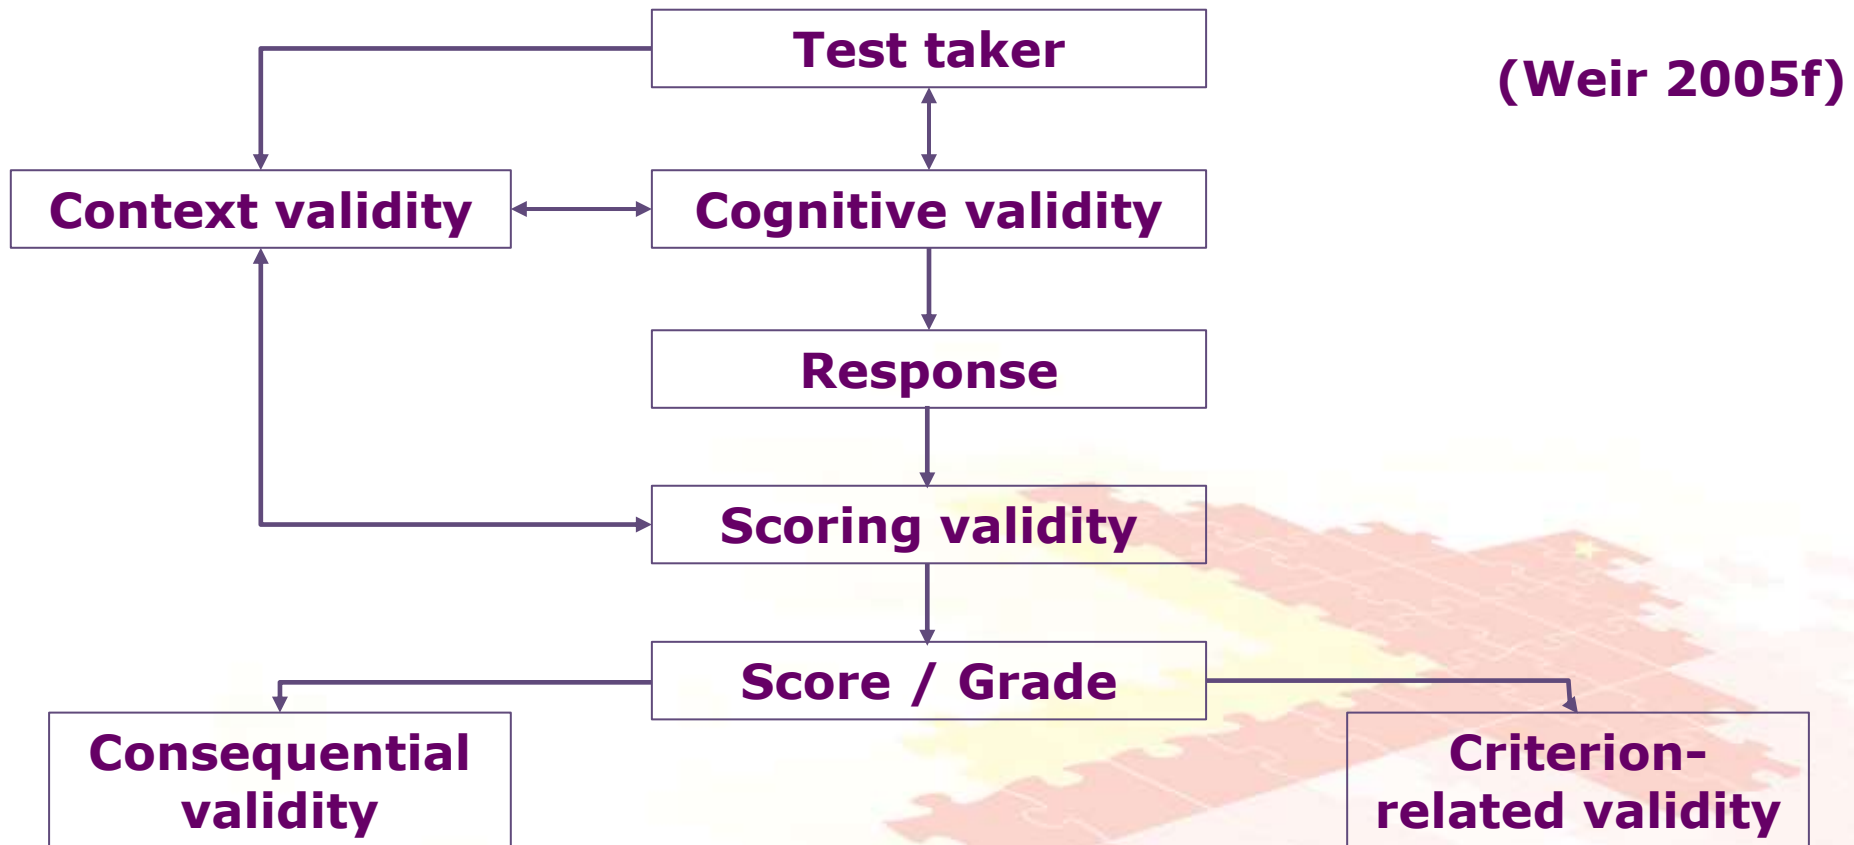 Test taker
(Weir 2005f)
Context validity
Cognitive validity
Response
Scoring validity
Score / Grade
Consequential
validity
Criterion-
related validity